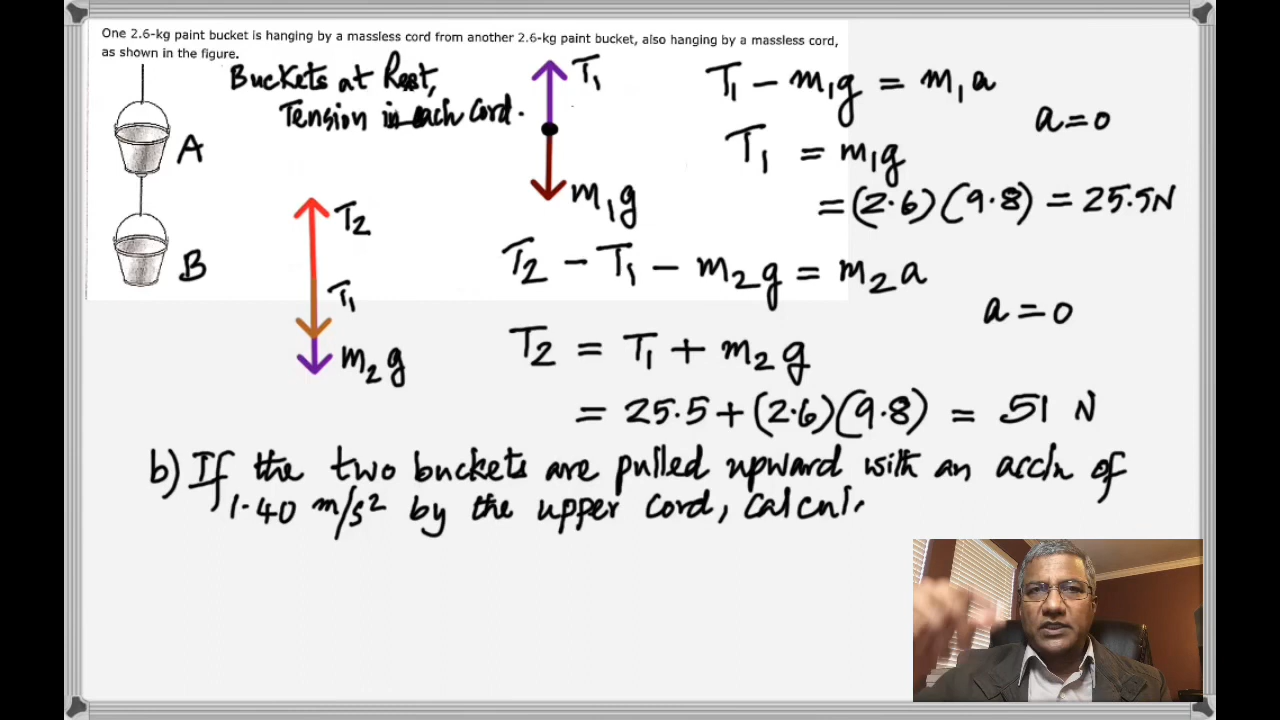 One 2.6-kg paint bucket is hanging by a massless cord from another 2.6-kg paint bucket, also hanging by a massless cord,
as shown in the figure.
Buckets at Rest,
Tension in each Cord.
A
B
T₁
m₁g
T₁ - m₁g = m₁a
a=0
T₁ = m₁g
=(2.6)(9.8) = 25.5N
T₂
T₁
m₂g
T₂ - T₁ - m₂g = m₂a
a=0
T₂ = T₁ + m₂g
= 25.5+(2.6)(9.8) = 51 N
b) If the two buckets are pulled upward with an accln of
1.40 m/s² by the upper cord,